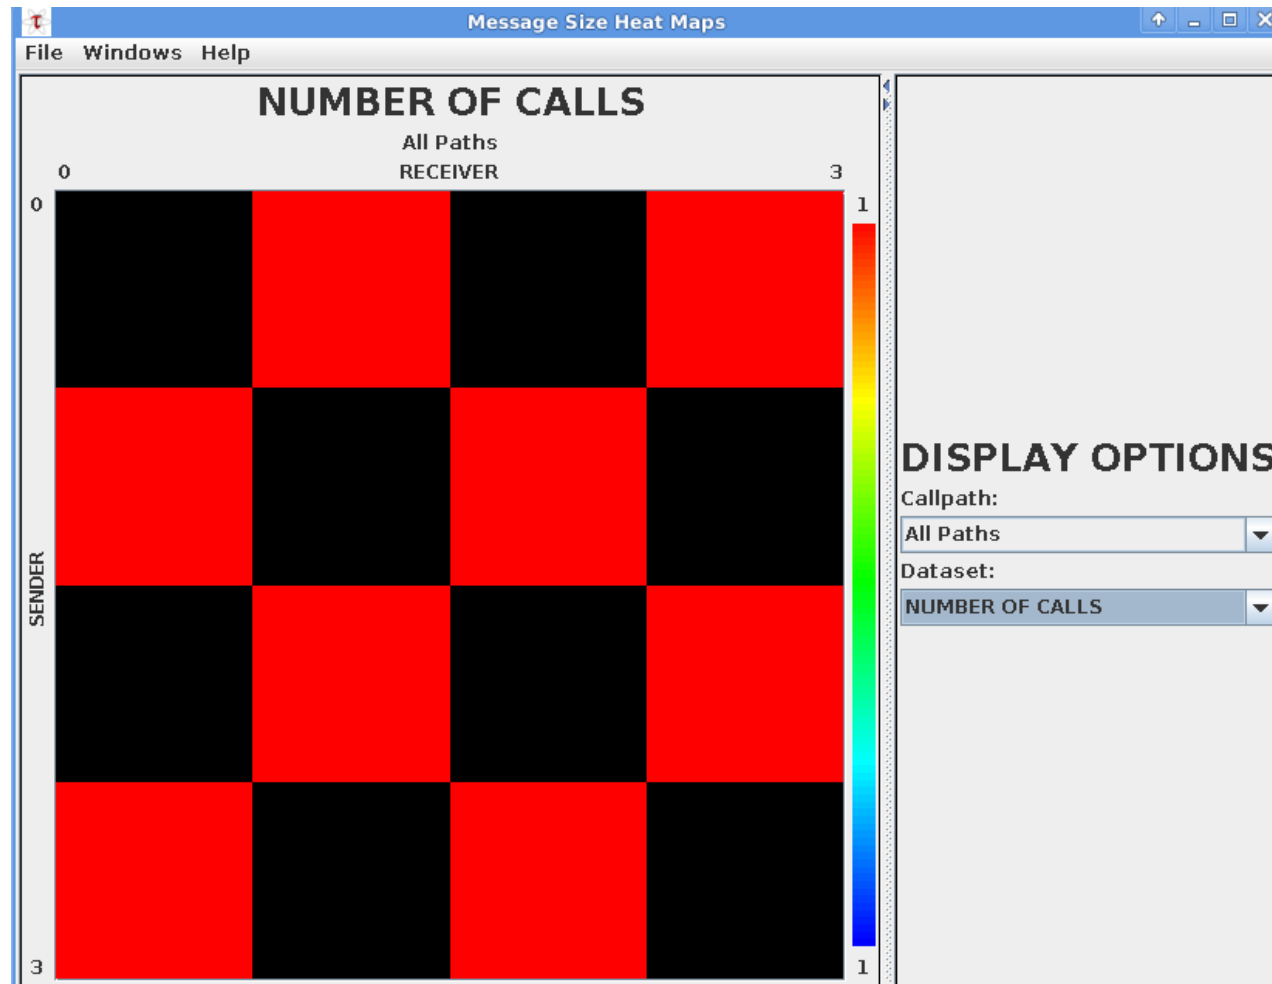 τ
Message Size Heat Maps
File Windows Help
NUMBER OF CALLS
All Paths
0 RECEIVER 3
0
1
SENDER
3
1
DISPLAY OPTIONS
Callpath:
All Paths
Dataset:
NUMBER OF CALLS